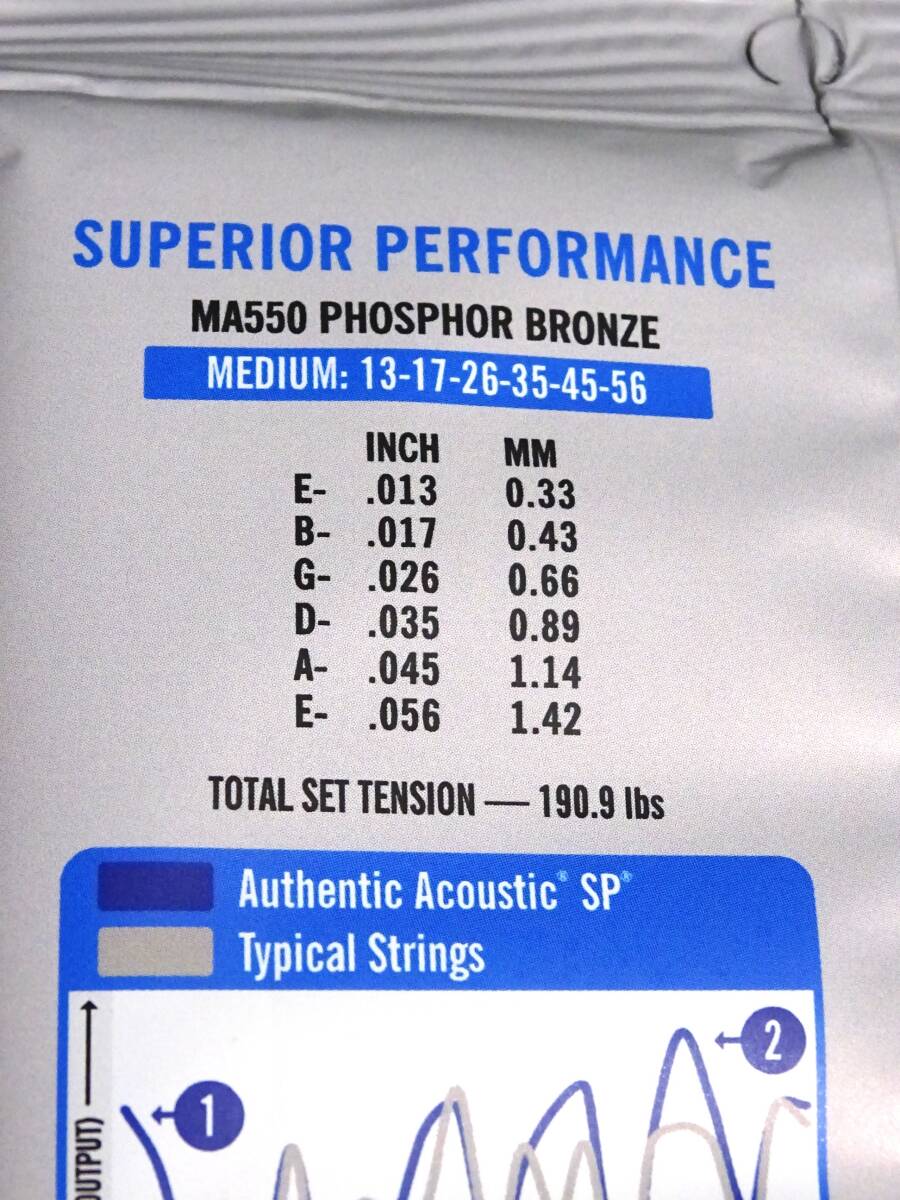 SUPERIOR PERFORMANCE
MA550 PHOSPHOR BRONZE
MEDIUM: 13-17-26-35-45-56
INCH MM
E- .013 0.33
B- .017 0.43
G- .026 0.66
D- .035 0.89
A- .045 1.14
E- .056 1.42
TOTAL SET TENSION — 190.9 lbs
Authentic Acoustic® SP®
Typical Strings
1
2
OUTPUT)